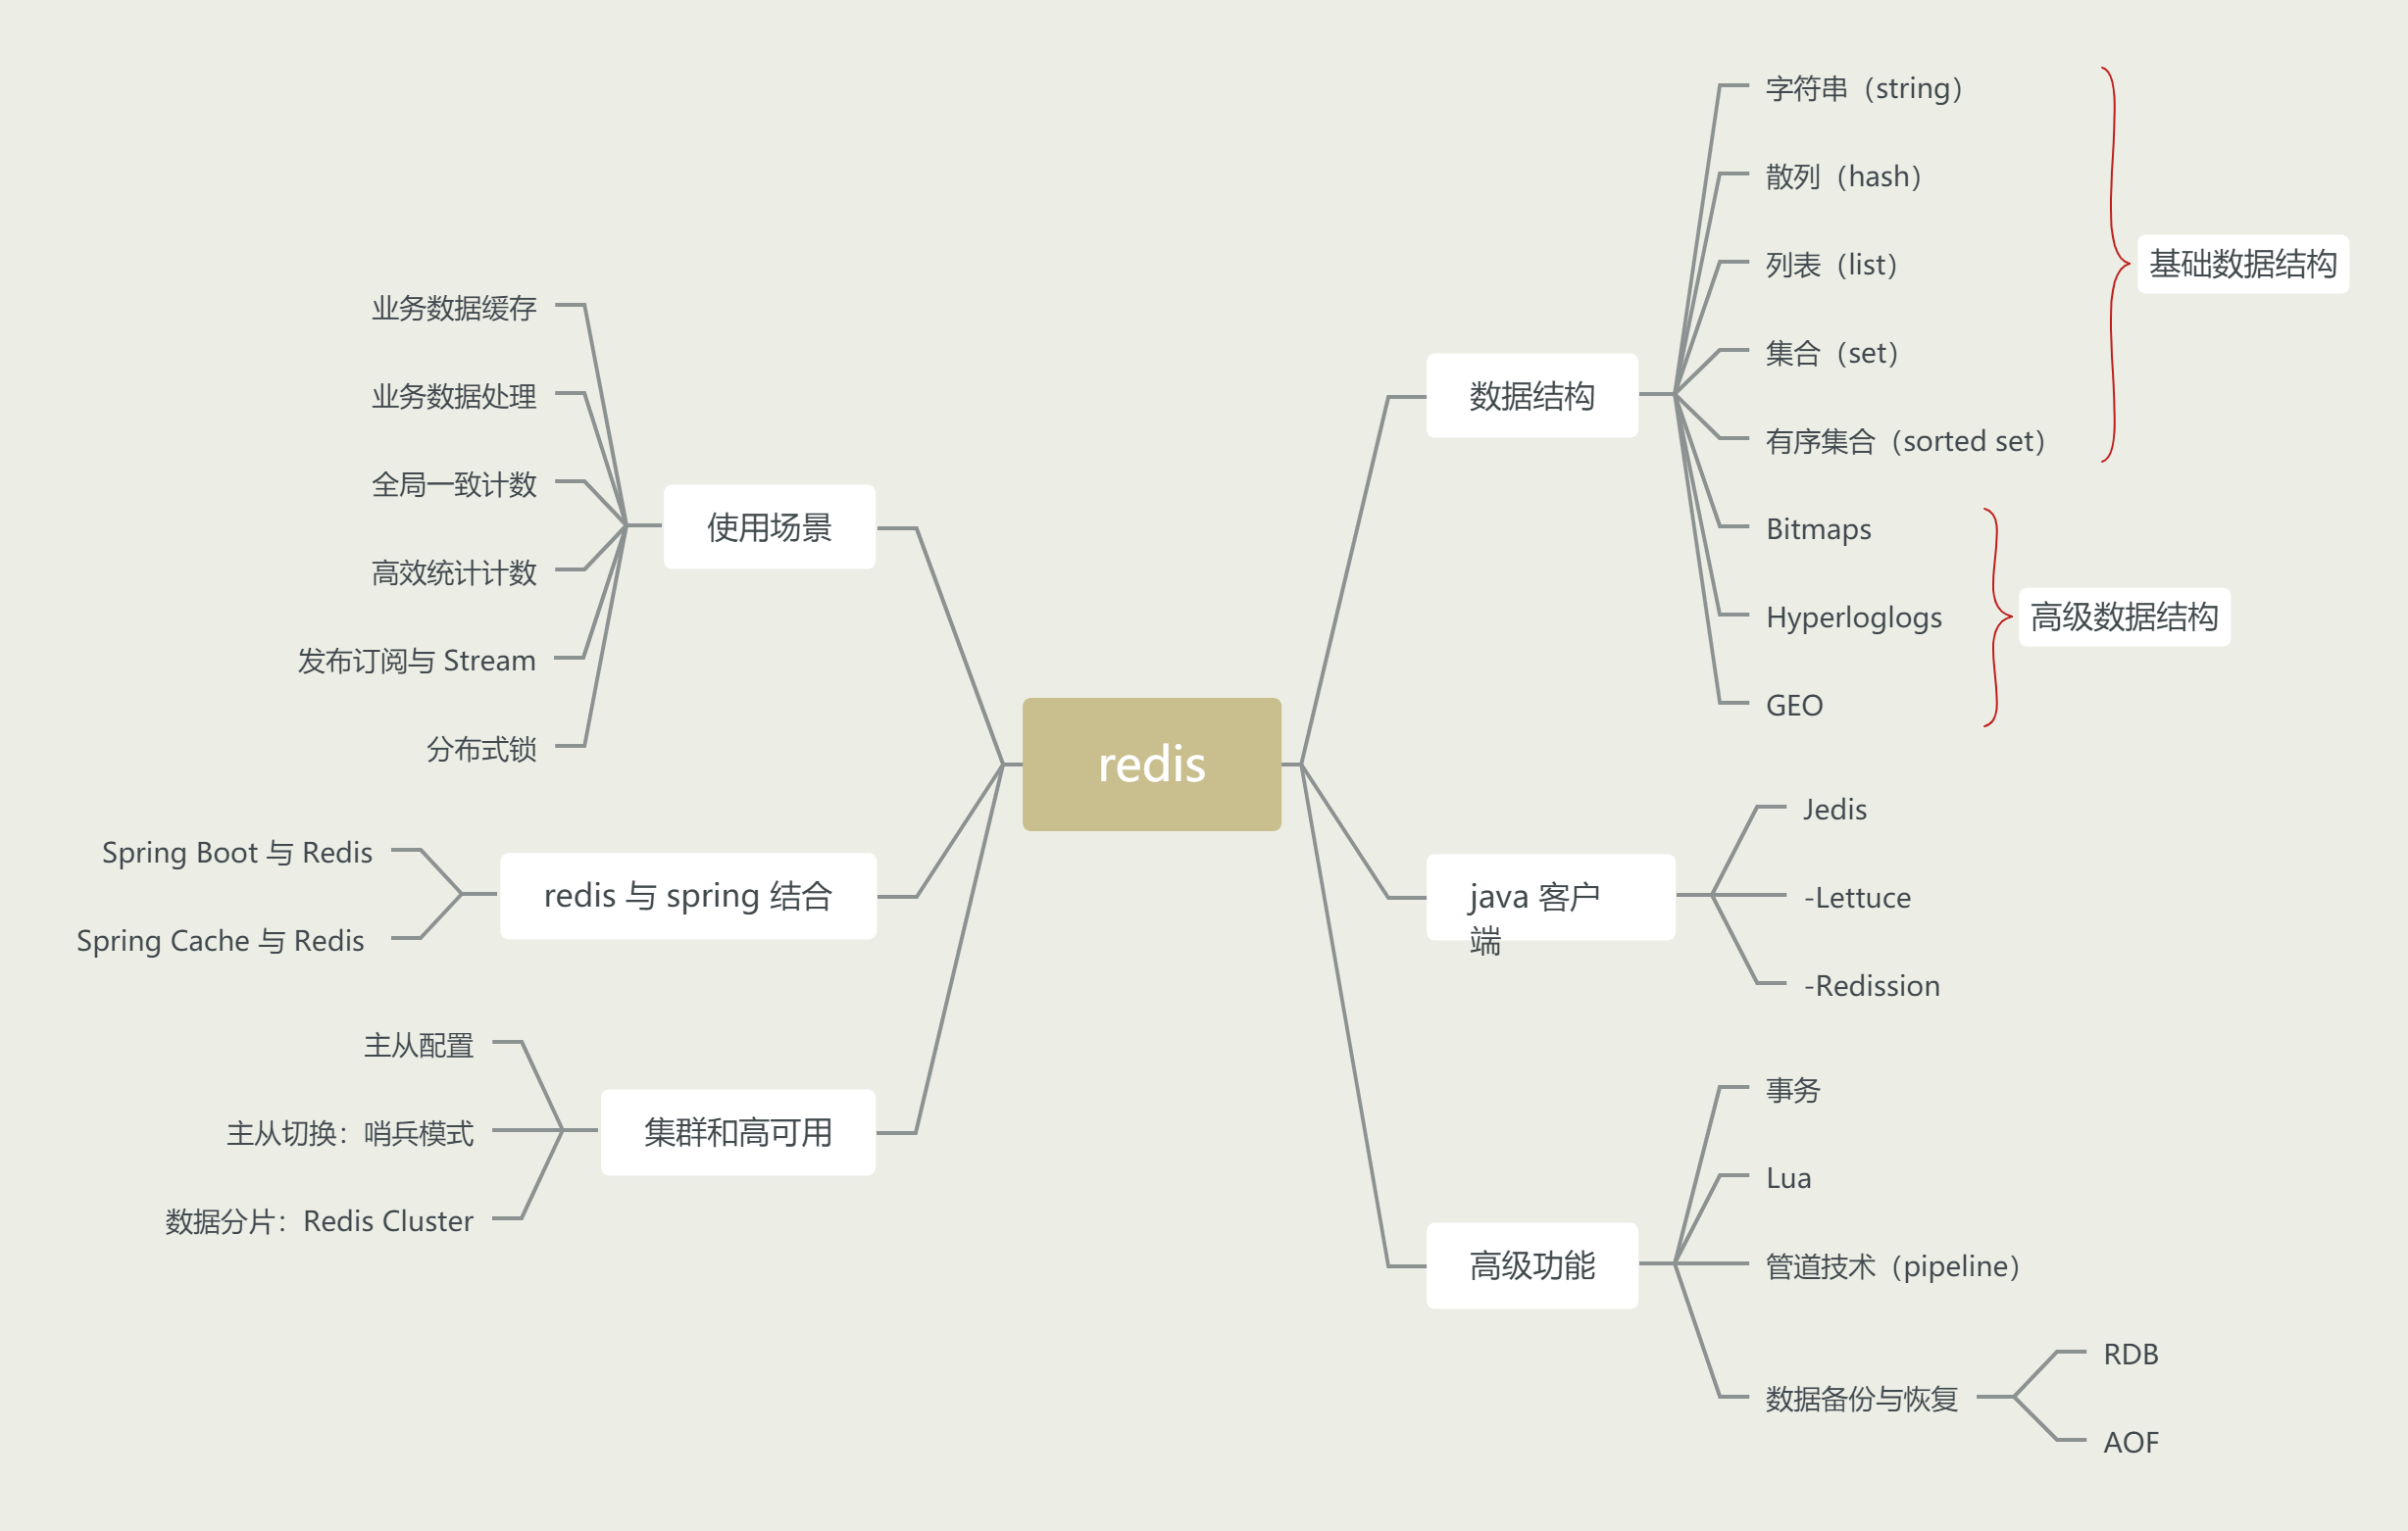 redis
数据结构
字符串（string）
散列（hash）
列表（list）
集合（set）
有序集合（sorted set）
基础数据结构
Bitmaps
Hyperloglogs
GEO
高级数据结构
java 客户
端
Jedis
-Lettuce
-Redission
高级功能
事务
Lua
管道技术（pipeline）
数据备份与恢复
RDB
AOF
使用场景
业务数据缓存
业务数据处理
全局一致计数
高效统计计数
发布订阅与 Stream
分布式锁
redis 与 spring 结合
Spring Boot 与 Redis
Spring Cache 与 Redis
集群和高可用
主从配置
主从切换：哨兵模式
数据分片：Redis Cluster